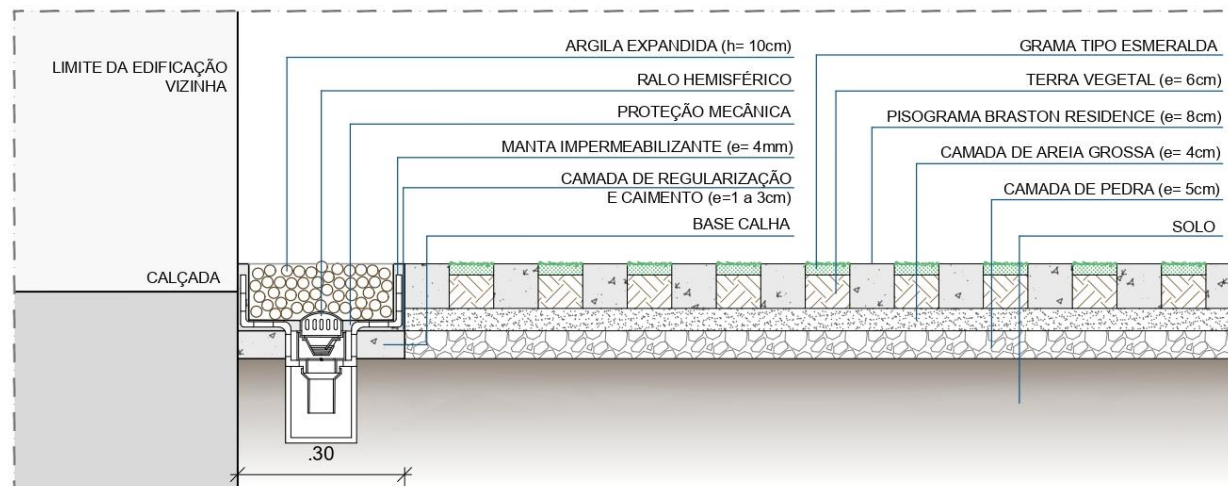 LIMITE DA EDIFICAÇÃO
VIZINHA
CALÇADA
ARGILA EXPANDIDA (h= 10cm)
RALO HEMISFÉRICO
PROTEÇÃO MECÂNICA
MANTA IMPERMEABILIZANTE (e= 4mm)
CAMADA DE REGULARIZAÇÃO
E CAIMENTO (e=1 a 3cm)
BASE CALHA
GRAMA TIPO ESMERALDA
TERRA VEGETAL (e= 6cm)
PISOGRAMA BRASTON RESIDENCE (e= 8cm)
CAMADA DE AREIA GROSSA (e= 4cm)
CAMADA DE PEDRA (e= 5cm)
SOLO
.30